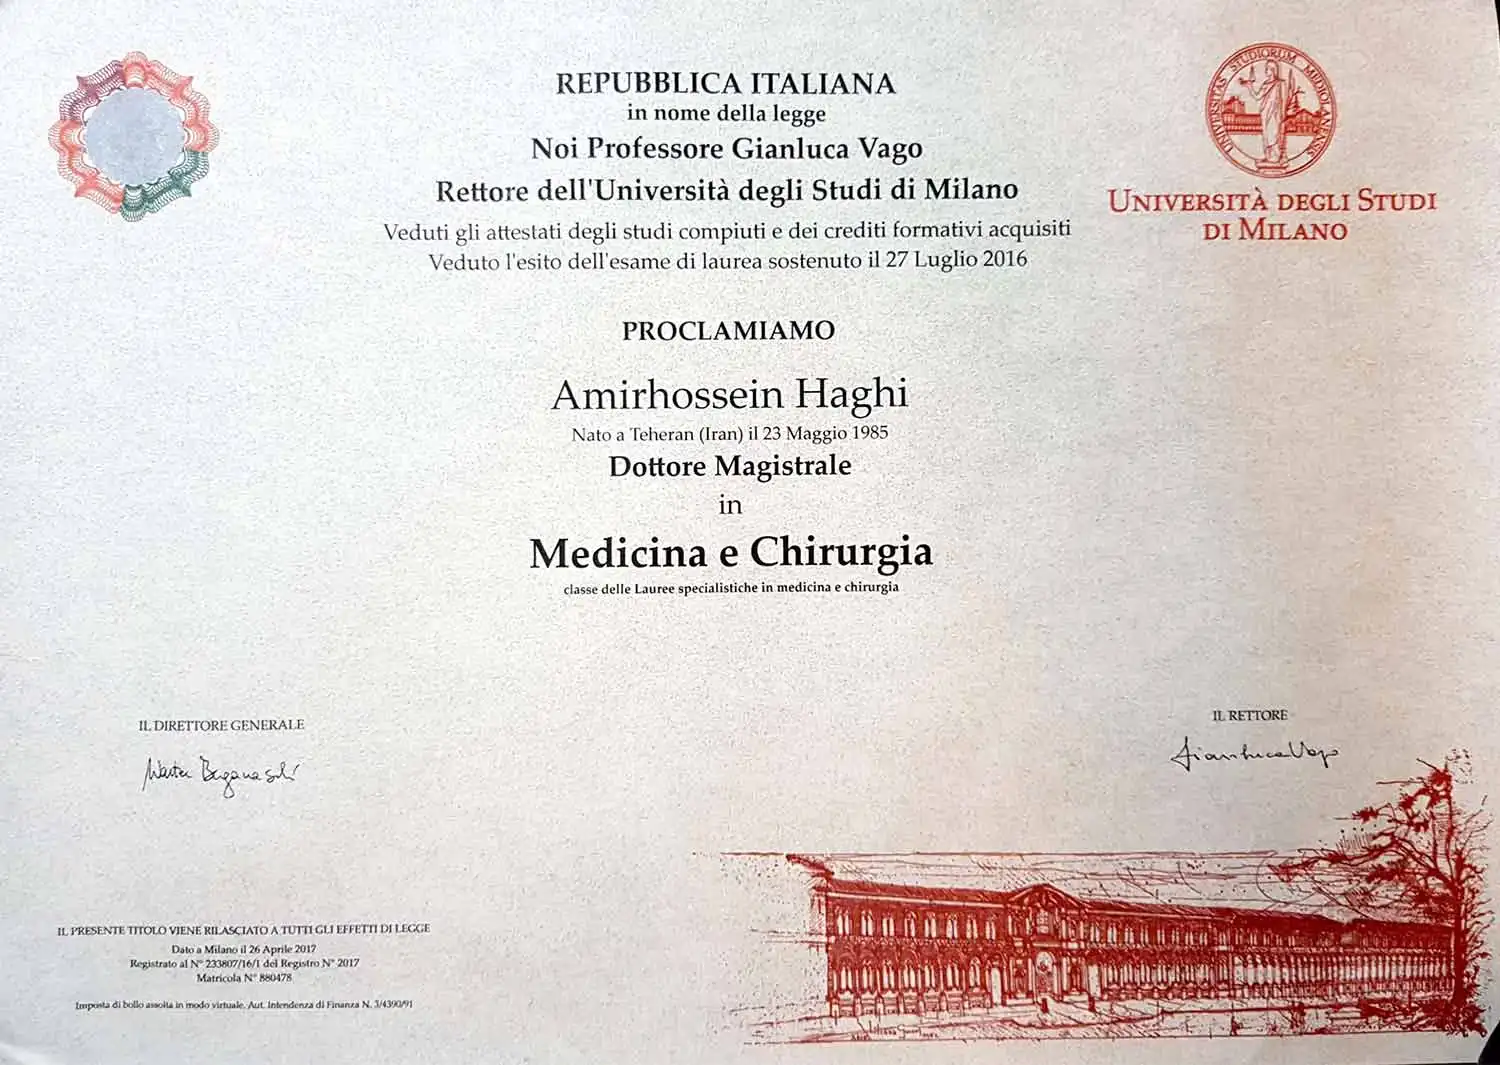 REPUBBLICA ITALIANA
in nome della legge
Noi Professore Gianluca Vago
Rettore dell'Università degli Studi di Milano
Veduti gli attestati degli studi compiuti e dei crediti formativi acquisiti
Veduto l'esito dell'esame di laurea sostenuto il 27 Luglio 2016
UNIVERSITAS STUDIORUM MEDIOLANENSIS
UNIVERSITÀ DEGLI STUDI
DI MILANO
PROCLAMIAMO
Amirhossein Haghi
Nato a Teheran (Iran) il 23 Maggio 1985
Dottore Magistrale
in
Medicina e Chirurgia
classe delle Lauree specialistiche in medicina e chirurgia
IL DIRETTORE GENERALE
IL RETTORE
Gianluca Vago
IL PRESENTE TITOLO VIENE RILASCIATO A TUTTI GLI EFFETTI DI LEGGE
Dato a Milano il 26 Aprile 2017
Registrato al N° 233807/16/1 del Registro N° 2017
Matricola N° 880478
Imposta di bollo assolta in modo virtuale. Aut. Intendenza di Finanza N. 3/4390/91